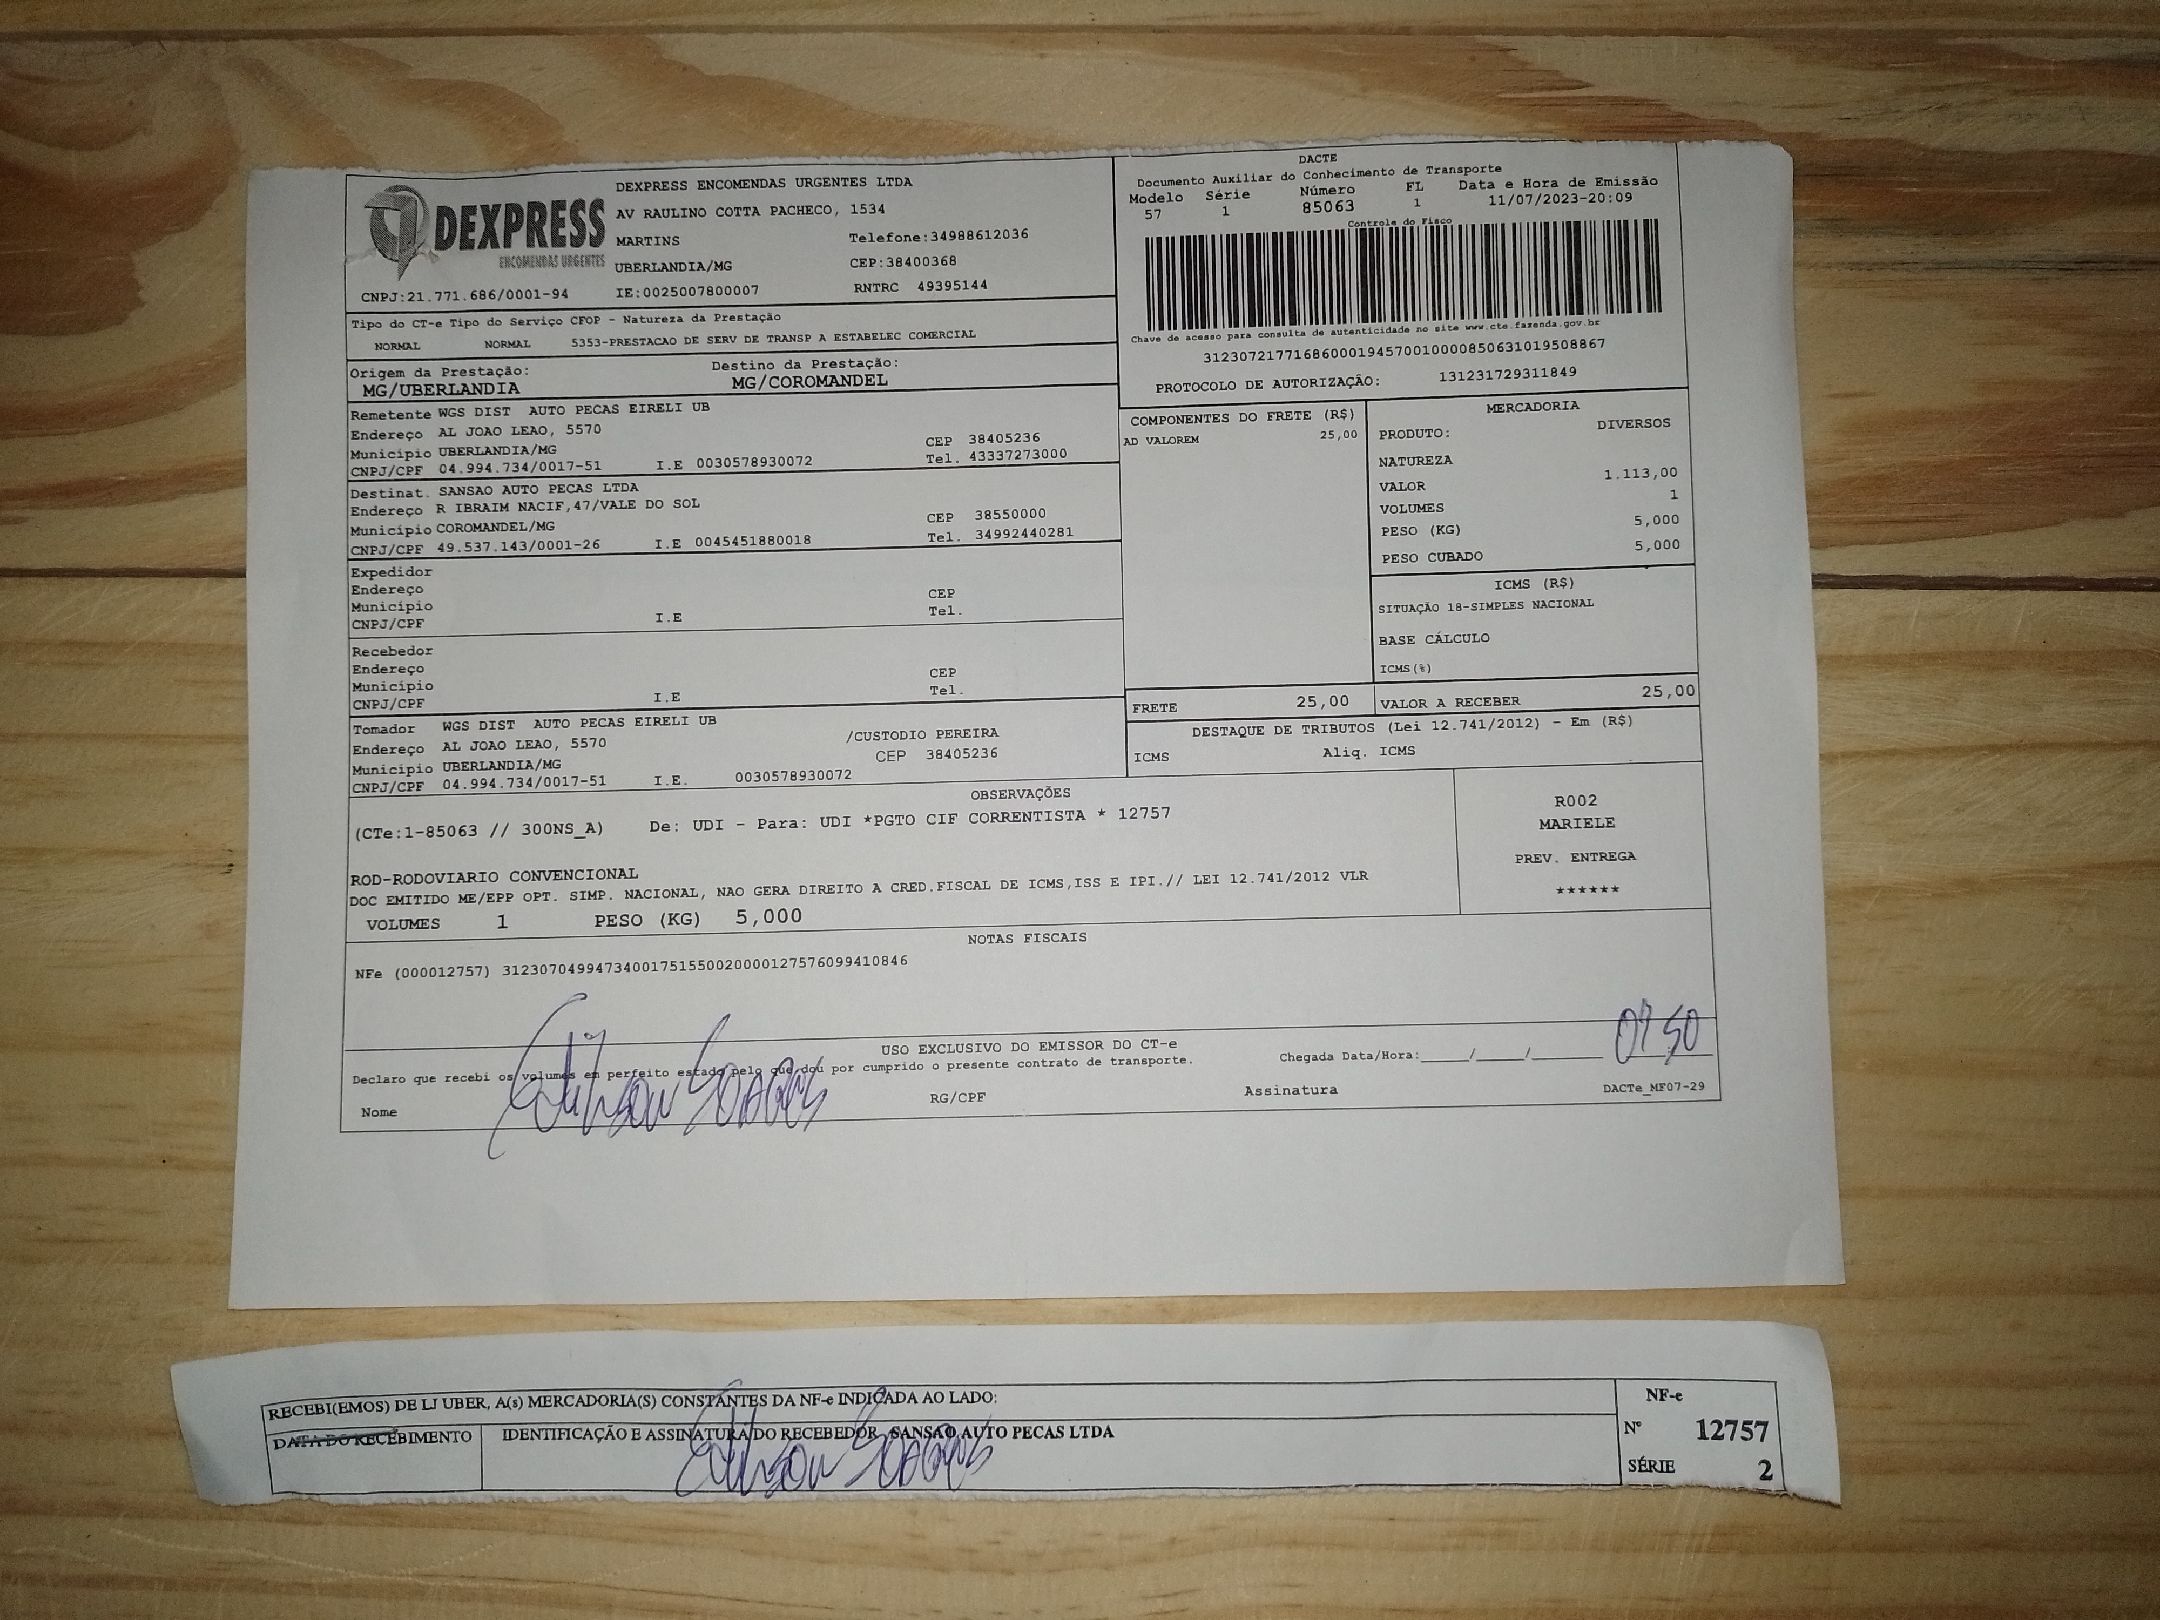 DEXPRESS
ENCOMENDAS URGENTES
CNPJ:21.771.686/0001-94
DEXPRESS ENCOMENDAS URGENTES LTDA
AV RAULINO COTTA PACHECO, 1534
MARTINS Telefone:34988612036
UBERLANDIA/MG CEP:38400368
IE:0025007800007 RNTRC 49395144
DACTE
Documento Auxiliar do Conhecimento de Transporte
Modelo Série Número FL Data e Hora de Emissão
57 1 85063 1 11/07/2023-20:09
Controle do Fisco
Chave de acesso para consulta de autenticidade no site www.cte.fazenda.gov.br
31230721771686000194570010000850631019508867
PROTOCOLO DE AUTORIZAÇÃO: 131231729311849
Tipo do CT-e Tipo do Serviço CFOP - Natureza da Prestação
NORMAL NORMAL 5353-PRESTACAO DE SERV DE TRANSP A ESTABELEC COMERCIAL
Origem da Prestação: Destino da Prestação:
MG/UBERLANDIA MG/COROMANDEL
Remetente WGS DIST AUTO PECAS EIRELI UB
Endereço AL JOAO LEAO, 5570
Município UBERLANDIA/MG CEP 38405236
CNPJ/CPF 04.994.734/0017-51 I.E 0030578930072 Tel. 43337273000
Destinat. SANSAO AUTO PECAS LTDA
Endereço R IBRAIM NACIF,47/VALE DO SOL
Município COROMANDEL/MG CEP 38550000
CNPJ/CPF 49.537.143/0001-26 I.E 0045451880018 Tel. 34992440281
Expedidor
Endereço CEP
Município Tel.
CNPJ/CPF I.E
Recebedor
Endereço CEP
Município Tel.
CNPJ/CPF I.E
Tomador WGS DIST AUTO PECAS EIRELI UB
Endereço AL JOAO LEAO, 5570 /CUSTODIO PEREIRA
Município UBERLANDIA/MG CEP 38405236
CNPJ/CPF 04.994.734/0017-51 I.E. 0030578930072
COMPONENTES DO FRETE (R$)
AD VALOREM 25,00
MERCADORIA
PRODUTO: DIVERSOS
NATUREZA
VALOR 1.113,00
VOLUMES 1
PESO (KG) 5,000
PESO CUBADO 5,000
ICMS (R$)
SITUAÇÃO 18-SIMPLES NACIONAL
BASE CÁLCULO
ICMS(%)
FRETE 25,00 VALOR A RECEBER 25,00
DESTAQUE DE TRIBUTOS (Lei 12.741/2012) - Em (R$)
ICMS Aliq. ICMS
OBSERVAÇÕES
(CTe:1-85063 // 300NS_A) De: UDI - Para: UDI *PGTO CIF CORRENTISTA * 12757
ROD-RODOVIARIO CONVENCIONAL
DOC EMITIDO ME/EPP OPT. SIMP. NACIONAL, NAO GERA DIREITO A CRED.FISCAL DE ICMS,ISS E IPI.// LEI 12.741/2012 VLR
VOLUMES 1 PESO (KG) 5,000
R002
MARIELE
PREV. ENTREGA
******
NOTAS FISCAIS
NFe (000012757) 31230704994734001751550020000127576099410846
USO EXCLUSIVO DO EMISSOR DO CT-e
Declaro que recebi os volumes em perfeito estado pelo que dou por cumprido o presente contrato de transporte.
Chegada Data/Hora:_____/_____/_______ 09 50
Nome Edilson Soares RG/CPF Assinatura DACTe_MF07-29
RECEBI(EMOS) DE LJ UBER, A(s) MERCADORIA(S) CONSTANTES DA NF-e INDICADA AO LADO:
DATA DO RECEBIMENTO IDENTIFICAÇÃO E ASSINATURA DO RECEBEDOR SANSAO AUTO PECAS LTDA
Edilson Soares
NF-e
Nº 12757
SÉRIE 2